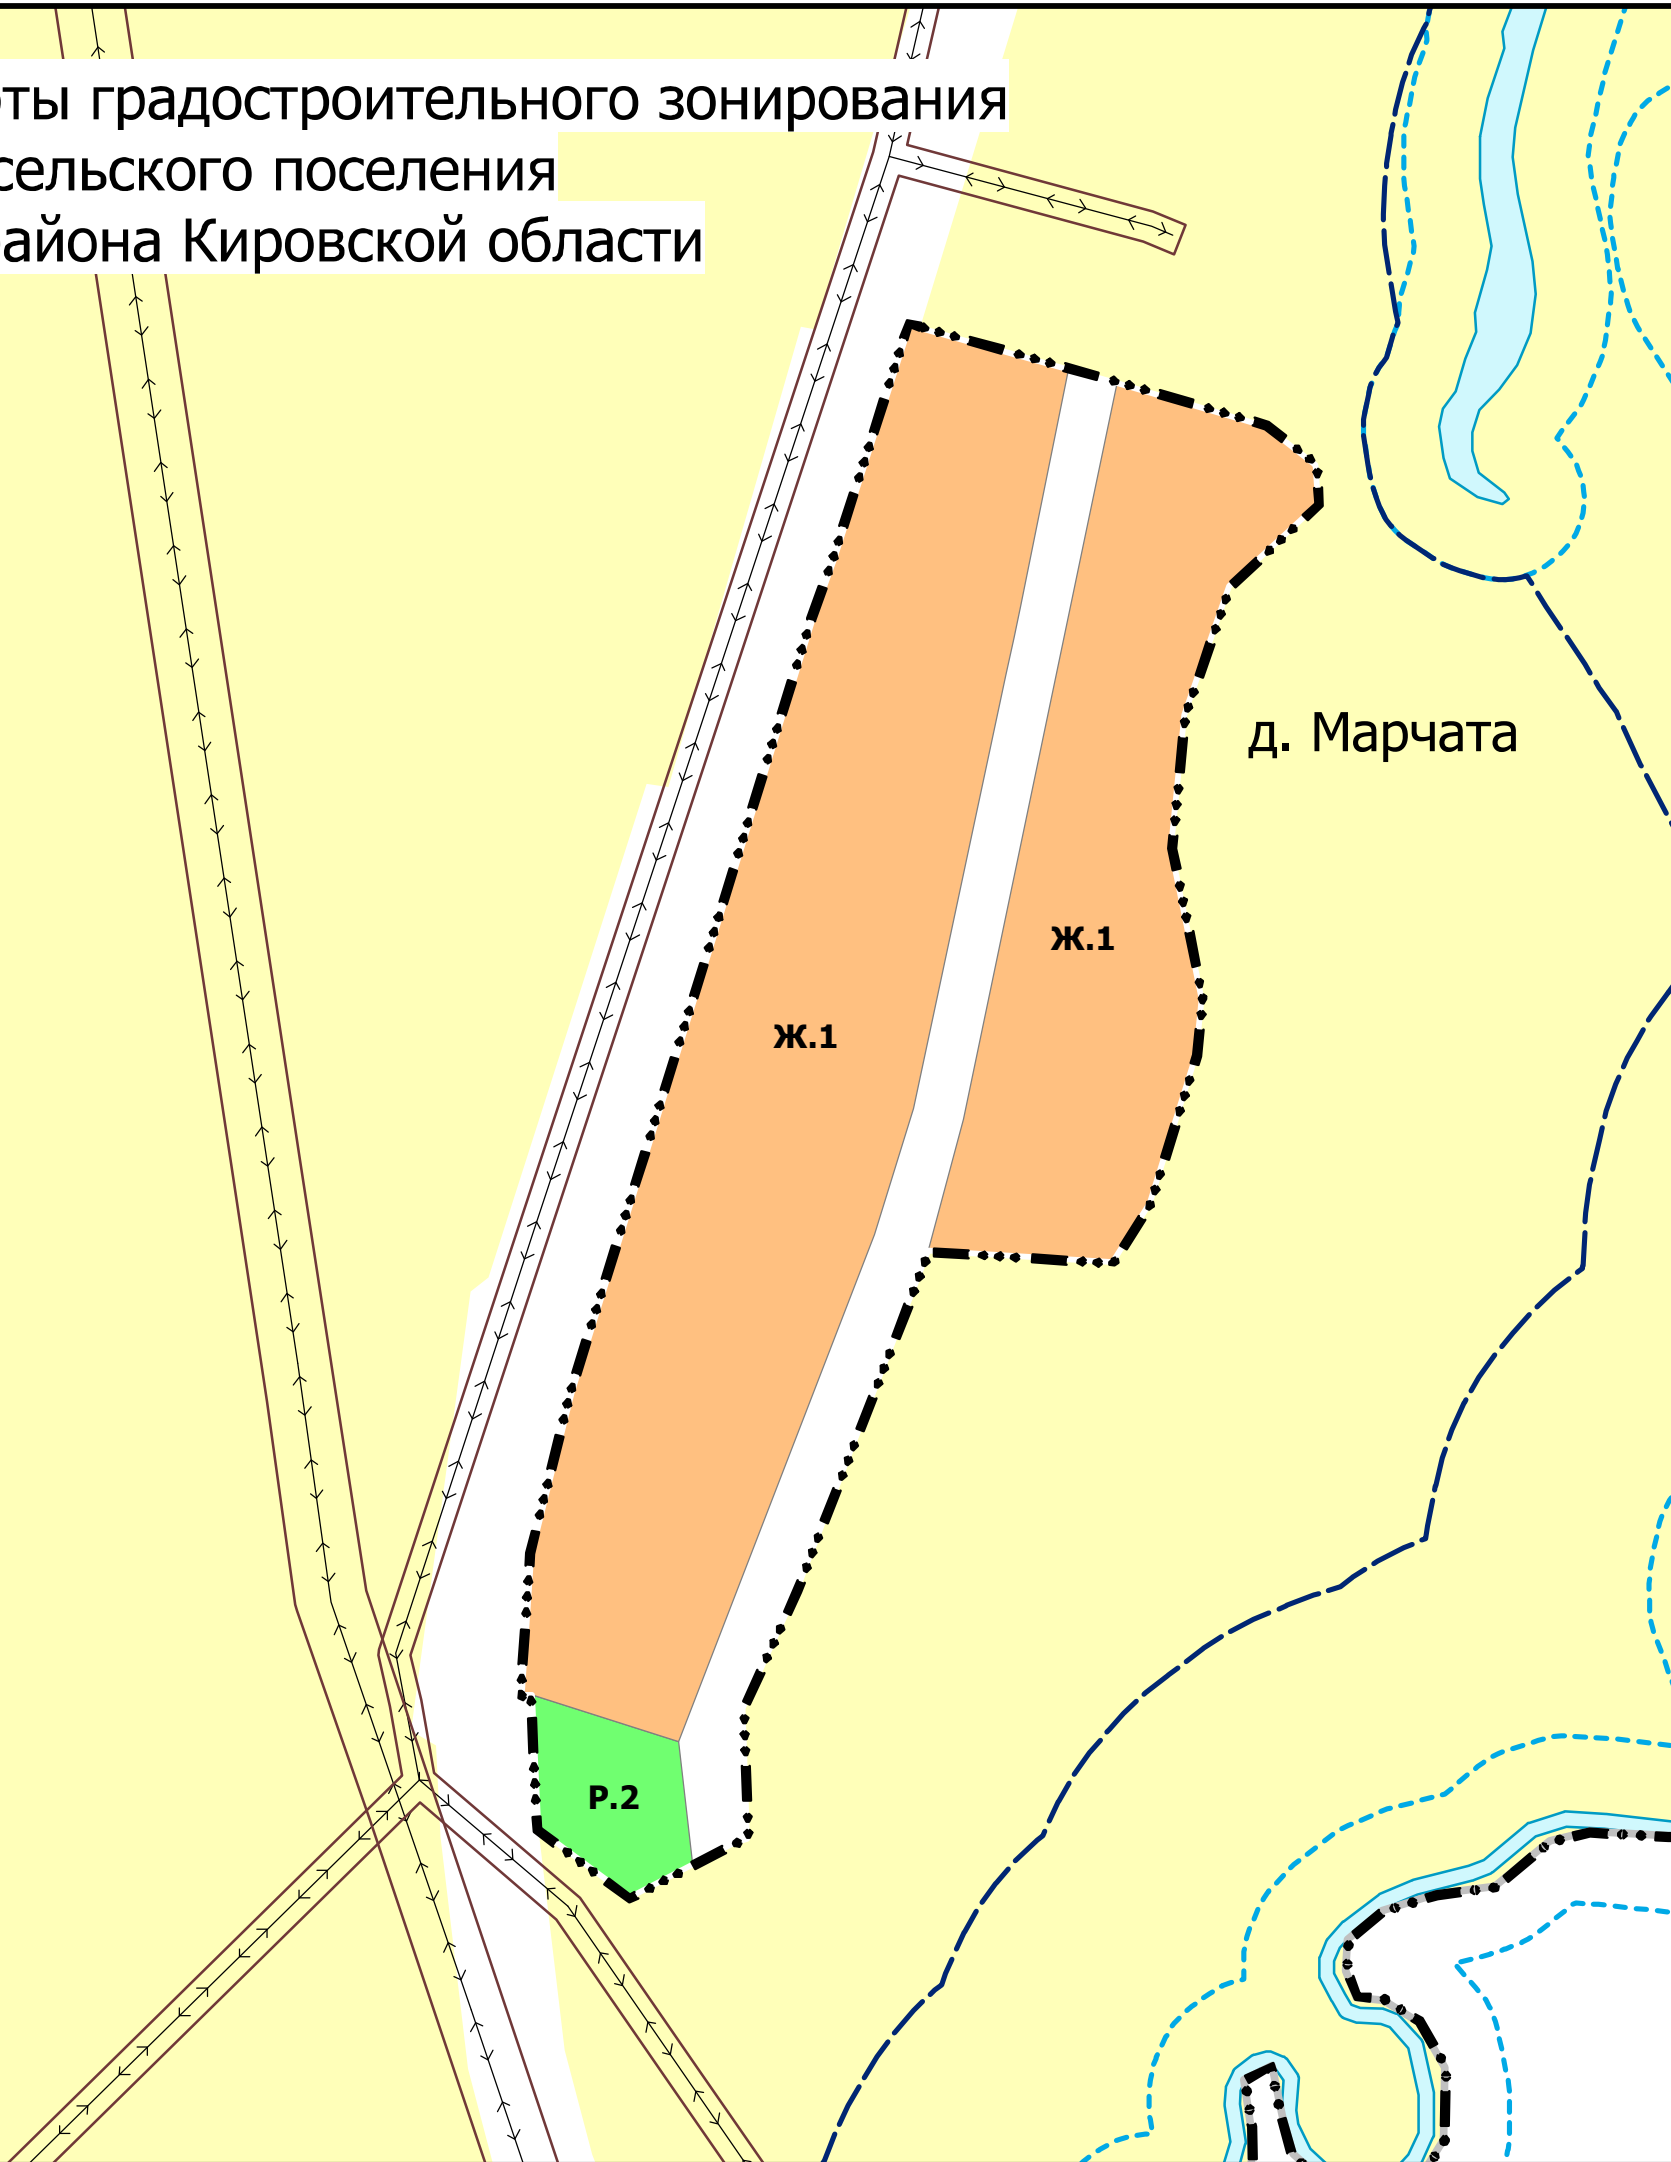 ты градостроительного зонирования
сельского поселения
айона Кировской области
д. Марчата
Ж.1
Ж.1
Р.2